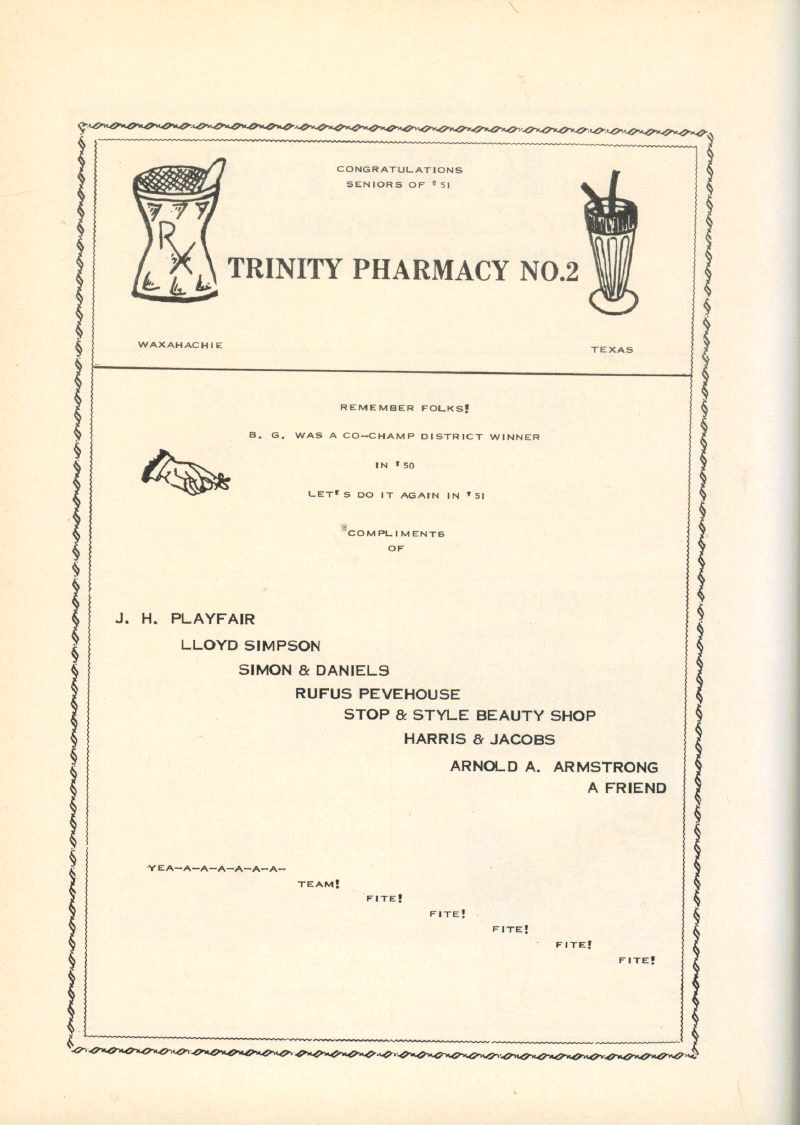 CONGRATULATIONS
SENIORS OF '51
RX
TRINITY PHARMACY NO.2
WAXAHACHIE
TEXAS
REMEMBER FOLKS!
B. G. WAS A CO-CHAMP DISTRICT WINNER
IN '50
LET'S DO IT AGAIN IN '51
COMPLIMENTS
OF
J. H. PLAYFAIR
LLOYD SIMPSON
SIMON & DANIELS
RUFUS PEVEHOUSE
STOP & STYLE BEAUTY SHOP
HARRIS & JACOBS
ARNOLD A. ARMSTRONG
A FRIEND
YEA-A-A-A-A-A-A-
TEAM!
FITE!
FITE!
FITE!
FITE!
FITE!